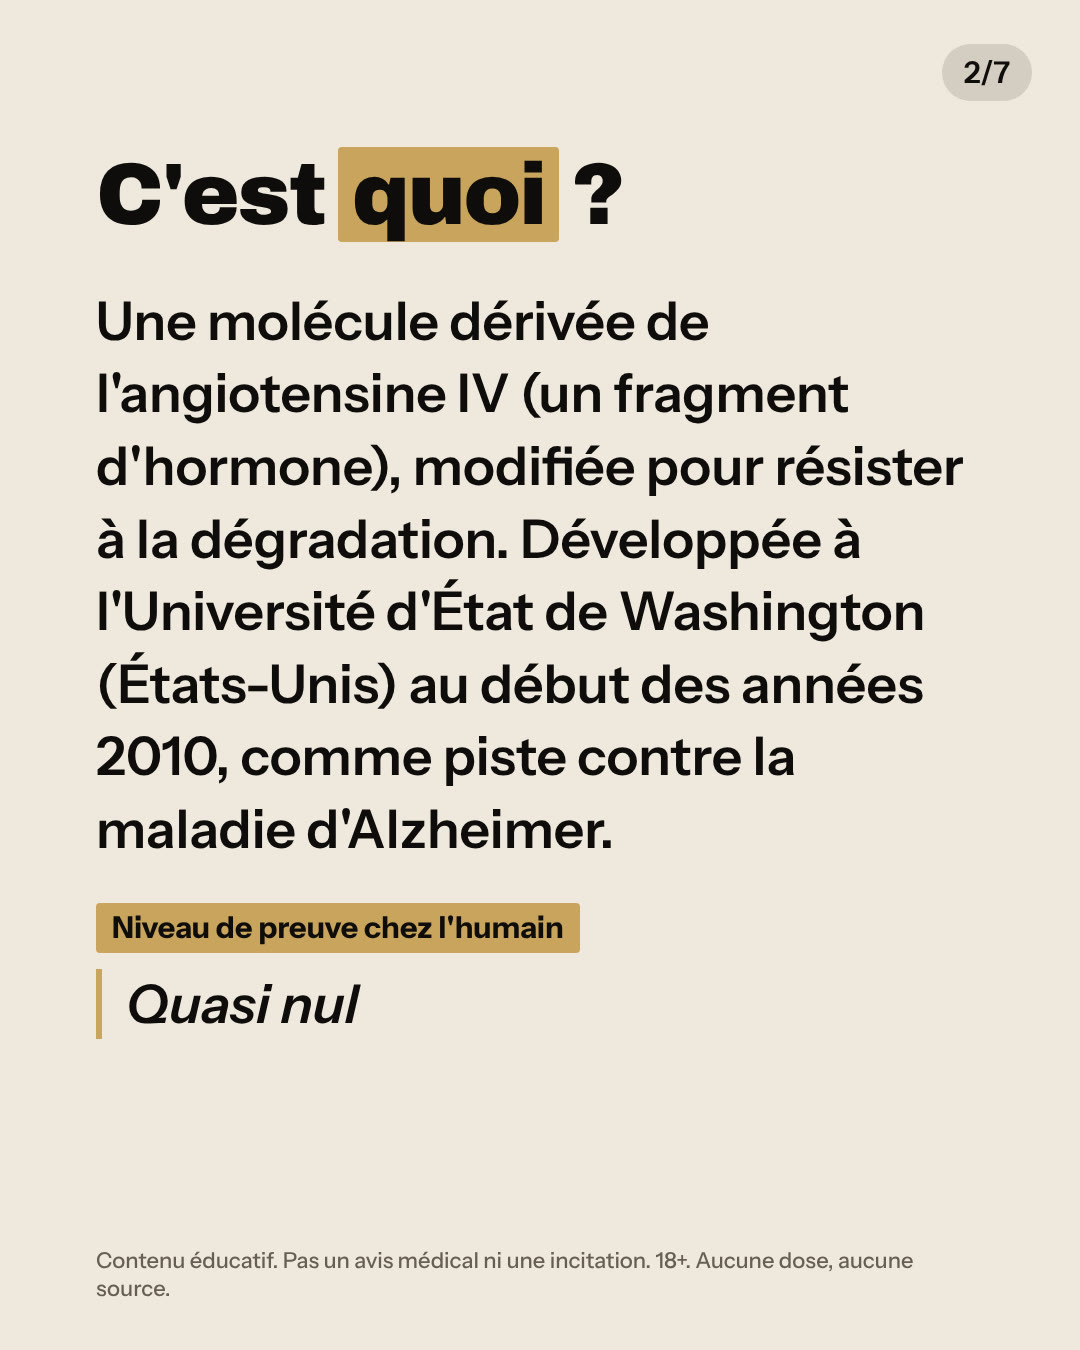 2/7
C'est quoi ?
Une molécule dérivée de
l'angiotensine IV (un fragment
d'hormone), modifiée pour résister
à la dégradation. Développée à
l'Université d'État de Washington
(États-Unis) au début des années
2010, comme piste contre la
maladie d'Alzheimer.
Niveau de preuve chez l'humain
Quasi nul
Contenu éducatif. Pas un avis médical ni une incitation. 18+. Aucune dose, aucune
source.